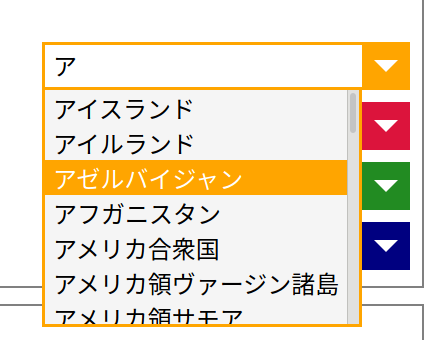 ア
アイスランド
アイルランド
アゼルバイジャン
アフガニスタン
アメリカ合衆国
アメリカ領ヴァージン諸島
アメリカ領サモア